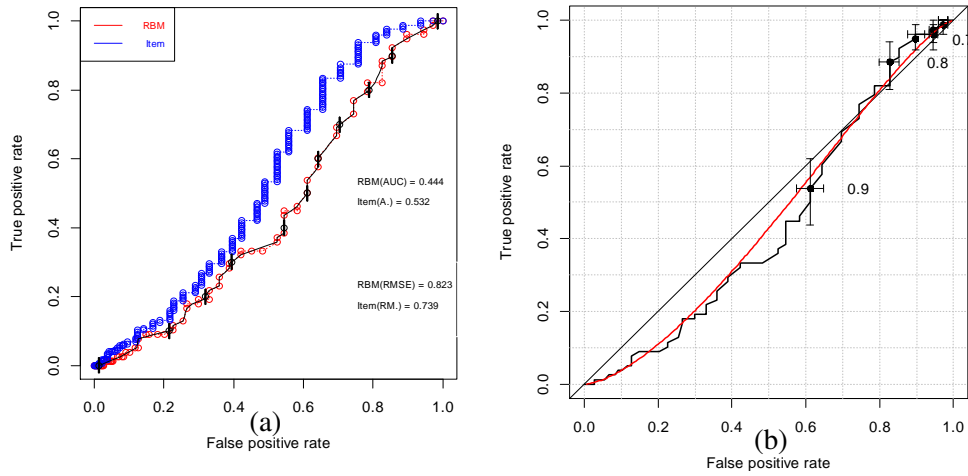 RBM
Item
RBM(AUC) = 0.444
Item(A.) = 0.532
RBM(RMSE) = 0.823
Item(RM.) = 0.739
True positive rate
1.0
0.8
0.6
0.4
0.2
0.0
0.0 0.2 0.4 0.6 0.8 1.0
(a)
False positive rate
True positive rate
1.0
0.8
0.6
0.4
0.2
0.0
0.8
0.9
0.0 0.2 0.4 0.6 0.8 1.0
(b)
False positive rate